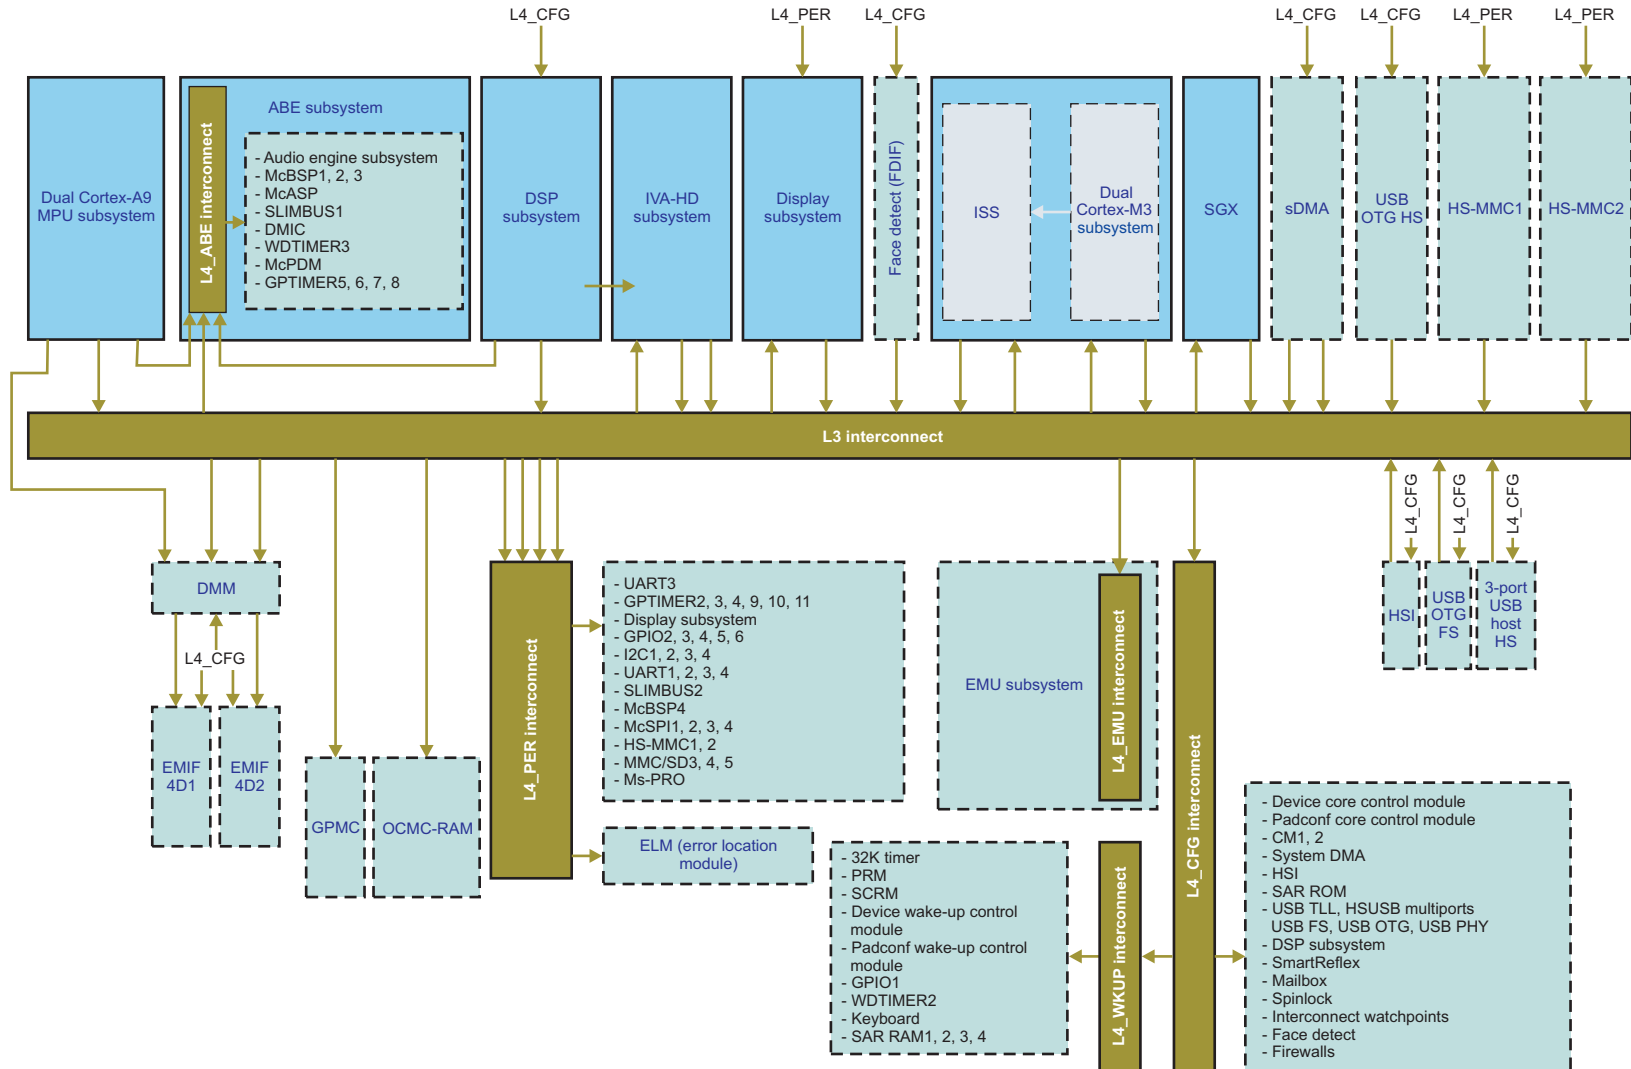 L4_CFG
L4_PER
L4_CFG
L4_CFG
L4_CFG
L4_PER
L4_PER
Dual Cortex-A9
MPU subsystem
ABE subsystem
L4_ABE interconnect
- Audio engine subsystem
- McBSP1, 2, 3
- McASP
- SLIMBUS1
- DMIC
- WDTIMER3
- McPDM
- GPTIMER5, 6, 7, 8
DSP
subsystem
IVA-HD
subsystem
Display
subsystem
Face detect (FDIF)
ISS
Dual
Cortex-M3
subsystem
SGX
sDMA
USB
OTG HS
HS-MMC1
HS-MMC2
L3 interconnect
L4_CFG
L4_CFG
L4_CFG
DMM
L4_CFG
EMIF
4D1
EMIF
4D2
GPMC
OCMC-RAM
L4_PER interconnect
- UART3
- GPTIMER2, 3, 4, 9, 10, 11
- Display subsystem
- GPIO2, 3, 4, 5, 6
- I2C1, 2, 3, 4
- UART1, 2, 3, 4
- SLIMBUS2
- McBSP4
- McSPI1, 2, 3, 4
- HS-MMC1, 2
- MMC/SD3, 4, 5
- Ms-PRO
ELM (error location
module)
EMU subsystem
L4_EMU interconnect
L4_CFG interconnect
HSI
USB
OTG
FS
3-port
USB
host
HS
- 32K timer
- PRM
- SCRM
- Device wake-up control
module
- Padconf wake-up control
module
- GPIO1
- WDTIMER2
- Keyboard
- SAR RAM1, 2, 3, 4
L4_WKUP interconnect
- Device core control module
- Padconf core control module
- CM1, 2
- System DMA
- HSI
- SAR ROM
- USB TLL, HSUSB multiports
USB FS, USB OTG, USB PHY
- DSP subsystem
- SmartReflex
- Mailbox
- Spinlock
- Interconnect watchpoints
- Face detect
- Firewalls